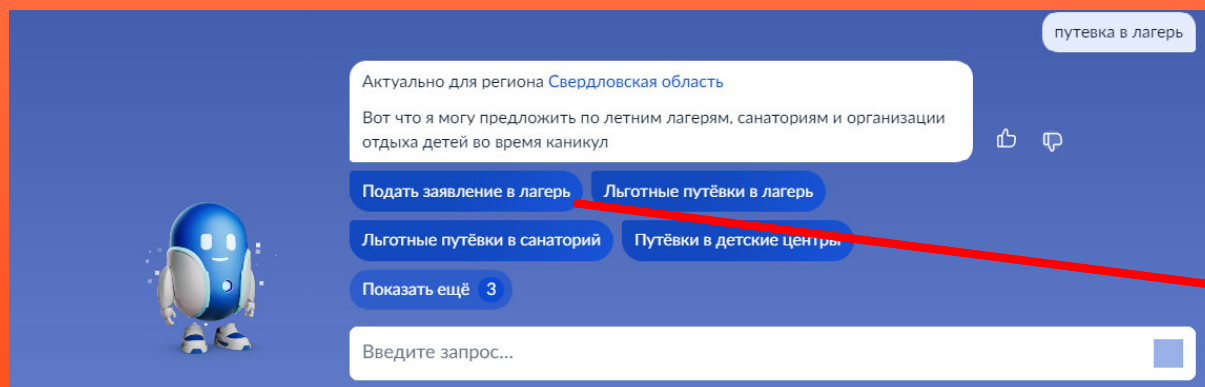 путевка в лагерь
Актуально для региона Свердловская область
Вот что я могу предложить по летним лагерям, санаториям и организации
отдыха детей во время каникул
Подать заявление в лагерь
Льготные путёвки в лагерь
Льготные путёвки в санаторий
Путёвки в детские центры
Показать ещё 3
Введите запрос...